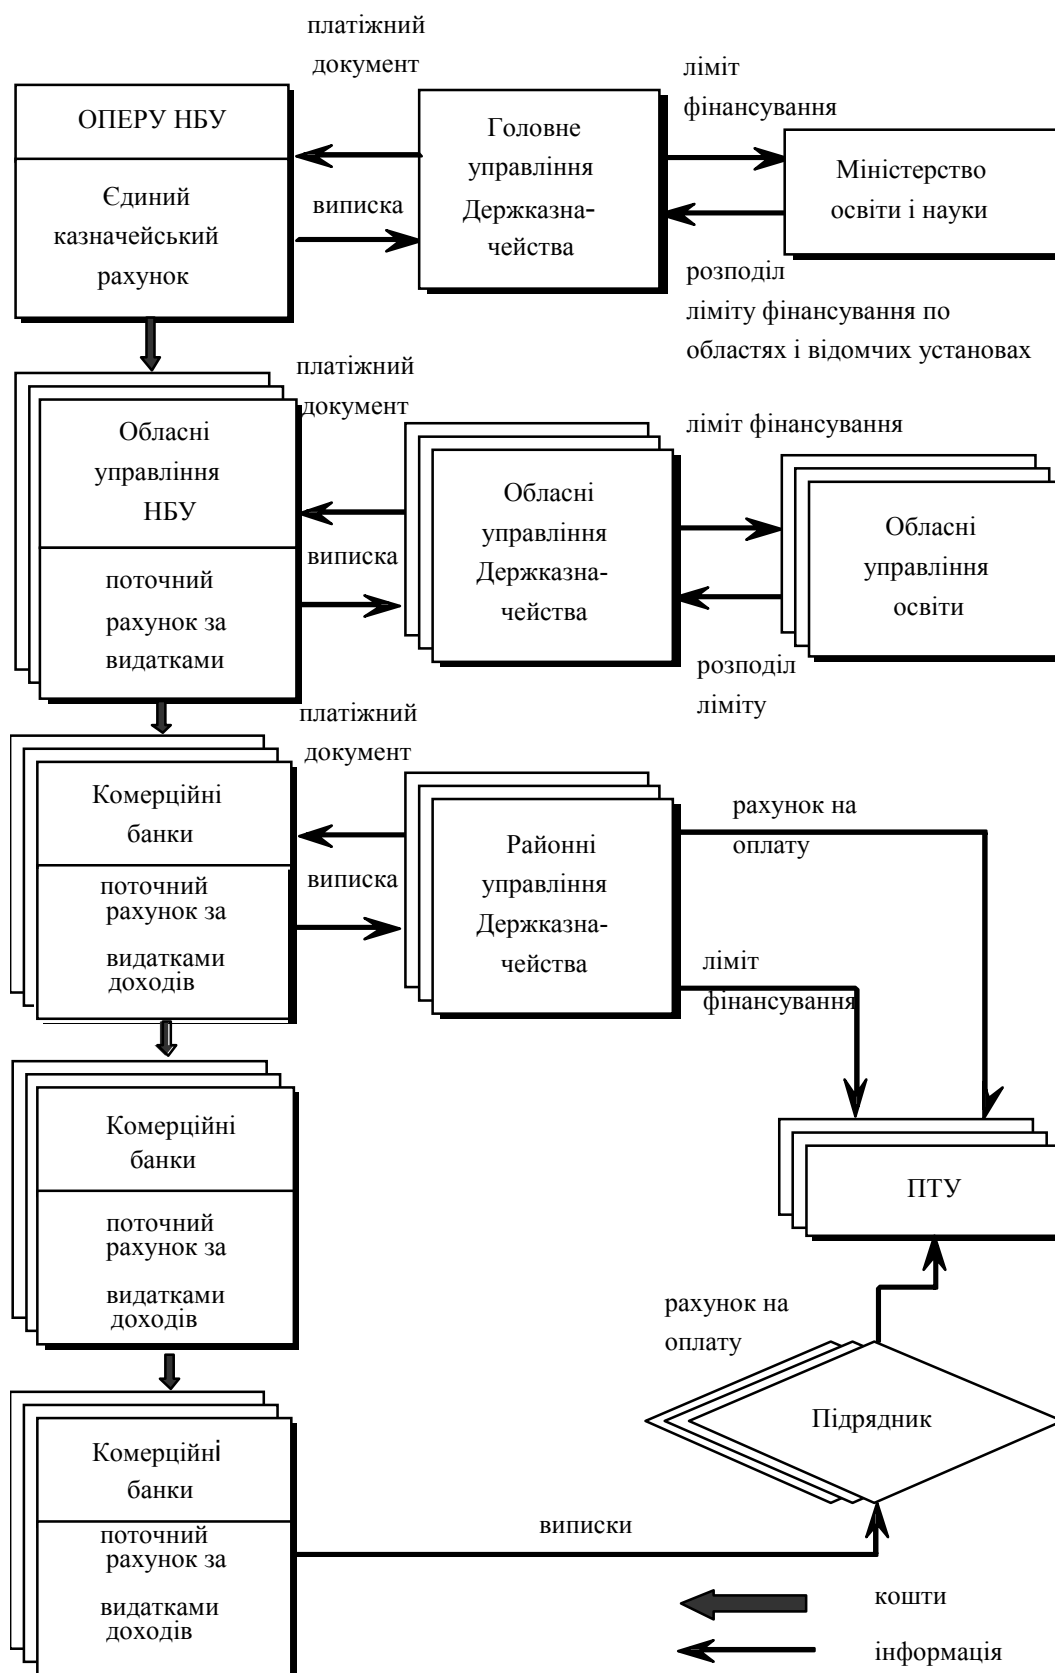 платіжний
документ
ліміт
фінансування
ОПЕРУ НБУ
Єдиний
казначейський
рахунок
виписка
Головне
управління
Держказна-
чейства
Міністерство
освіти і науки
розподіл
ліміту фінансування по
областях і відомчих установах
платіжний
документ
Обласні
управління
НБУ
поточний
рахунок за
видатками
виписка
Обласні
управління
Держказна-
чейства
ліміт фінансування
Обласні
управління
освіти
розподіл
ліміту
платіжний
документ
Комерційні
банки
поточний
рахунок за
видатками
доходів
виписка
Районні
управління
Держказна-
чейства
рахунок на
оплату
ліміт
фінансування
Комерційні
банки
поточний
рахунок за
видатками
доходів
ПТУ
рахунок на
оплату
Підрядник
Комерційні
банки
поточний
рахунок за
видатками
доходів
виписки
кошти
інформація